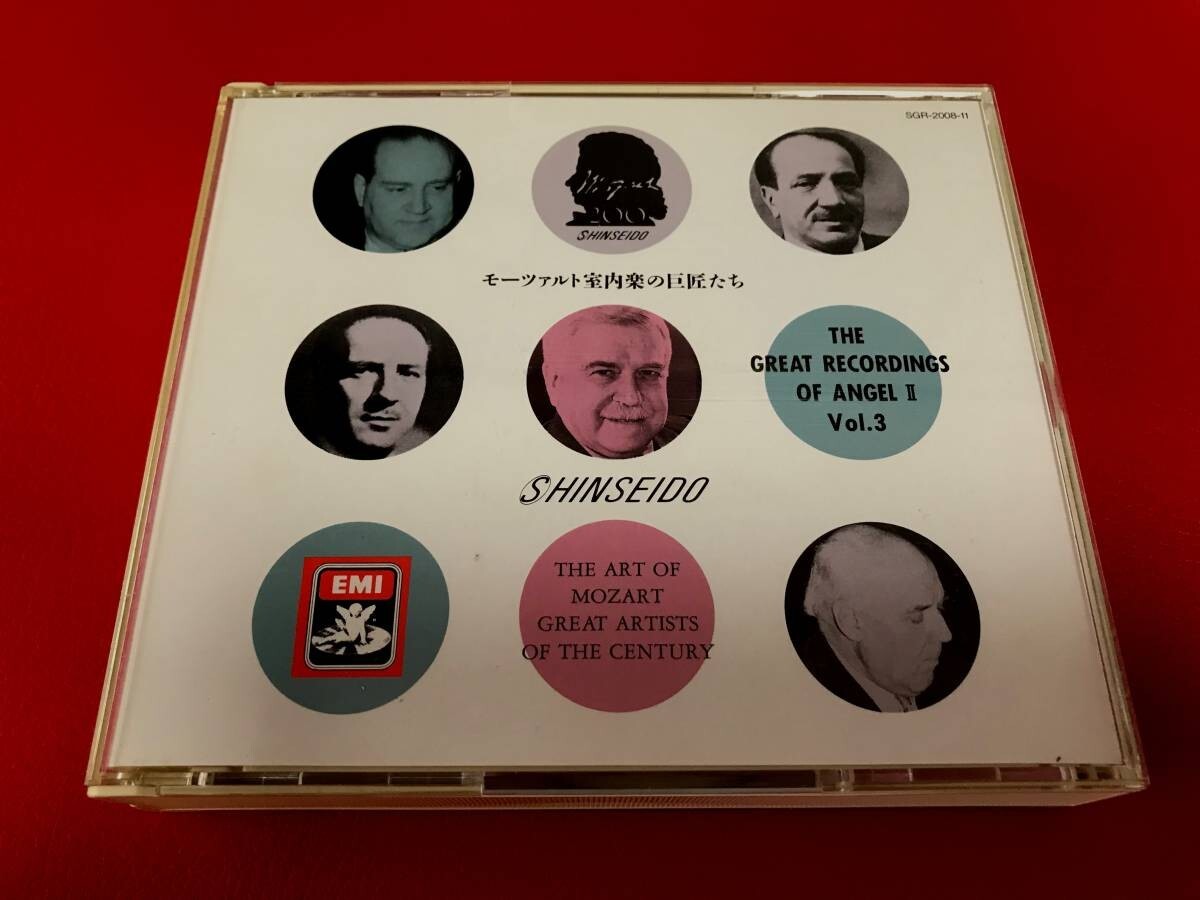 SGR-2008-11
Mozart
200
SHINSEIDO
モーツァルト室内楽の巨匠たち
THE
GREAT RECORDINGS
OF ANGEL II
Vol.3
SHINSEIDO
EMI
THE ART OF
MOZART
GREAT ARTISTS
OF THE CENTURY